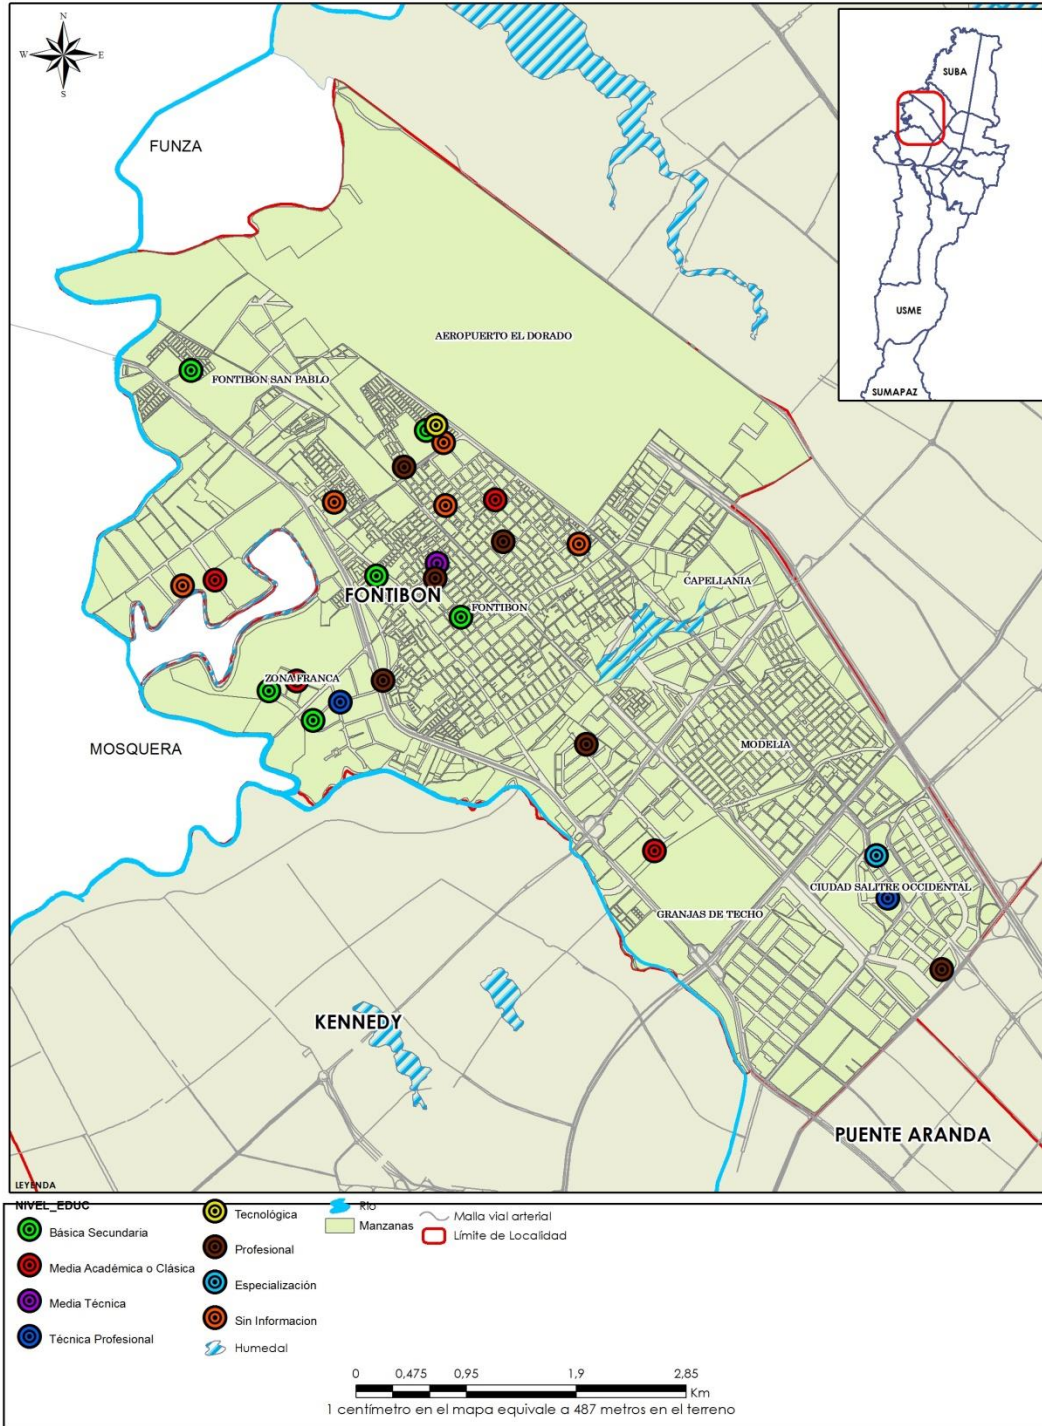 N
W E
S
FUNZA
SUBA
USME
SUMAPAZ
AEROPUERTO EL DORADO
FONTIBON SAN PABLO
CAPELLANIA
FONTIBON
FONTIBON
ZONA FRANCA
MOSQUERA
MODELIA
CIUDAD SALITRE OCCIDENTAL
GRANJAS DE TECHO
KENNEDY
PUENTE ARANDA
LEYENDA
NIVEL_EDUC
Básica Secundaria
Media Académica o Clásica
Media Técnica
Técnica Profesional
Tecnológica
Profesional
Especialización
Sin Informacion
Humedal
Río
Manzanas
Malla vial arterial
Límite de Localidad
0 0,475 0,95 1,9 2,85
Km
1 centímetro en el mapa equivale a 487 metros en el terreno